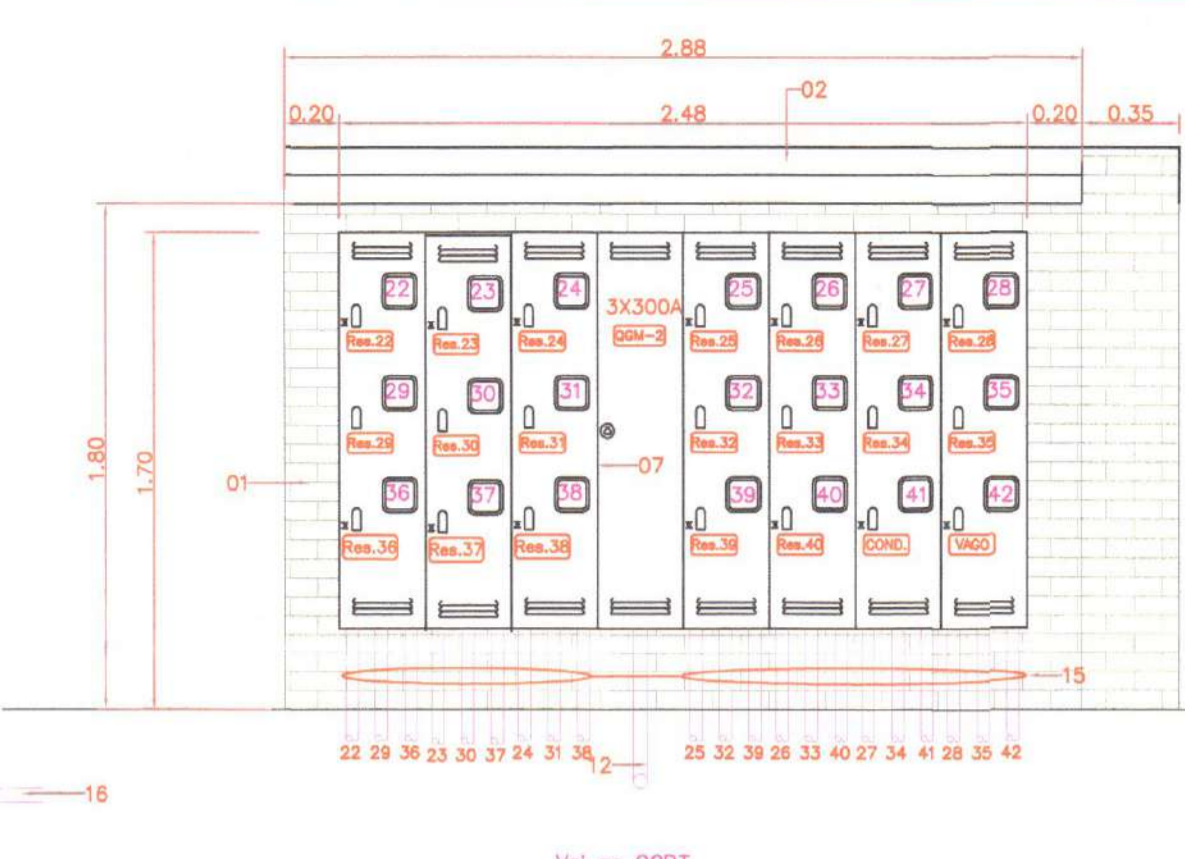 2.88
02
0.20 2.48 0.20 0.35
22 23 24 25 26 27 28
3X300A
QGM-2
Res.22 Res.23 Res.24 Res.25 Res.26 Res.27 Res.28
29 30 31 32 33 34 35
Res.29 Res.30 Res.31 Res.32 Res.33 Res.34 Res.35
1.80 1.70
01
07
36 37 38 39 40 41 42
Res.36 Res.37 Res.38 Res.39 Res.40 COND. VAGO
15
22 29 36 23 30 37 24 31 38 25 32 39 26 33 40 27 34 41 28 35 42
12
16